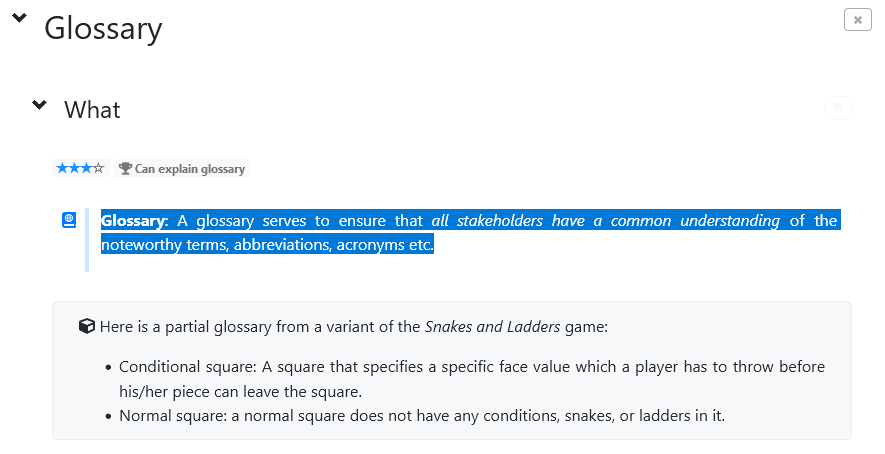 Glossary
What
Can explain glossary
Glossary: A glossary serves to ensure that all stakeholders have a common understanding of the
noteworthy terms, abbreviations, acronyms etc.
Here is a partial glossary from a variant of the Snakes and Ladders game:
• Conditional square: A square that specifies a specific face value which a player has to throw before
his/her piece can leave the square.
• Normal square: a normal square does not have any conditions, snakes, or ladders in it.